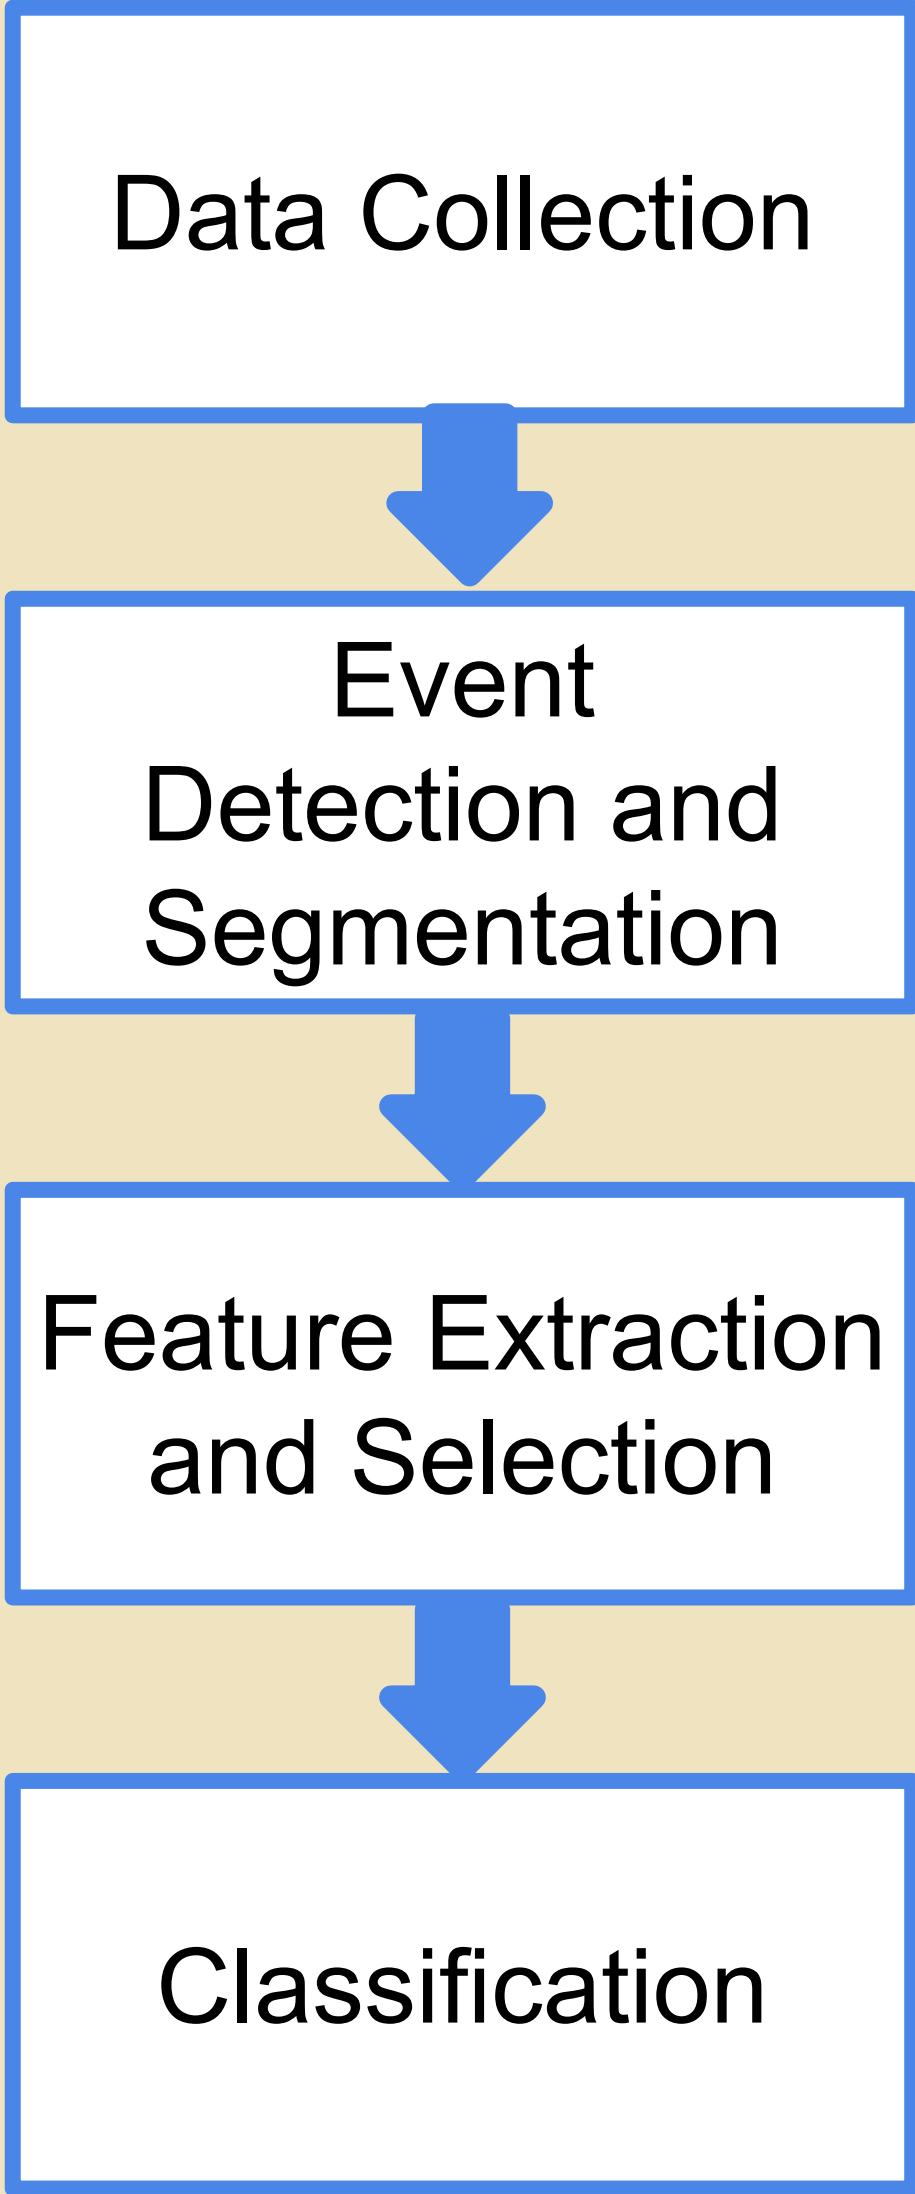 Data Collection
Event
Detection and
Segmentation
Feature Extraction
and Selection
Classification